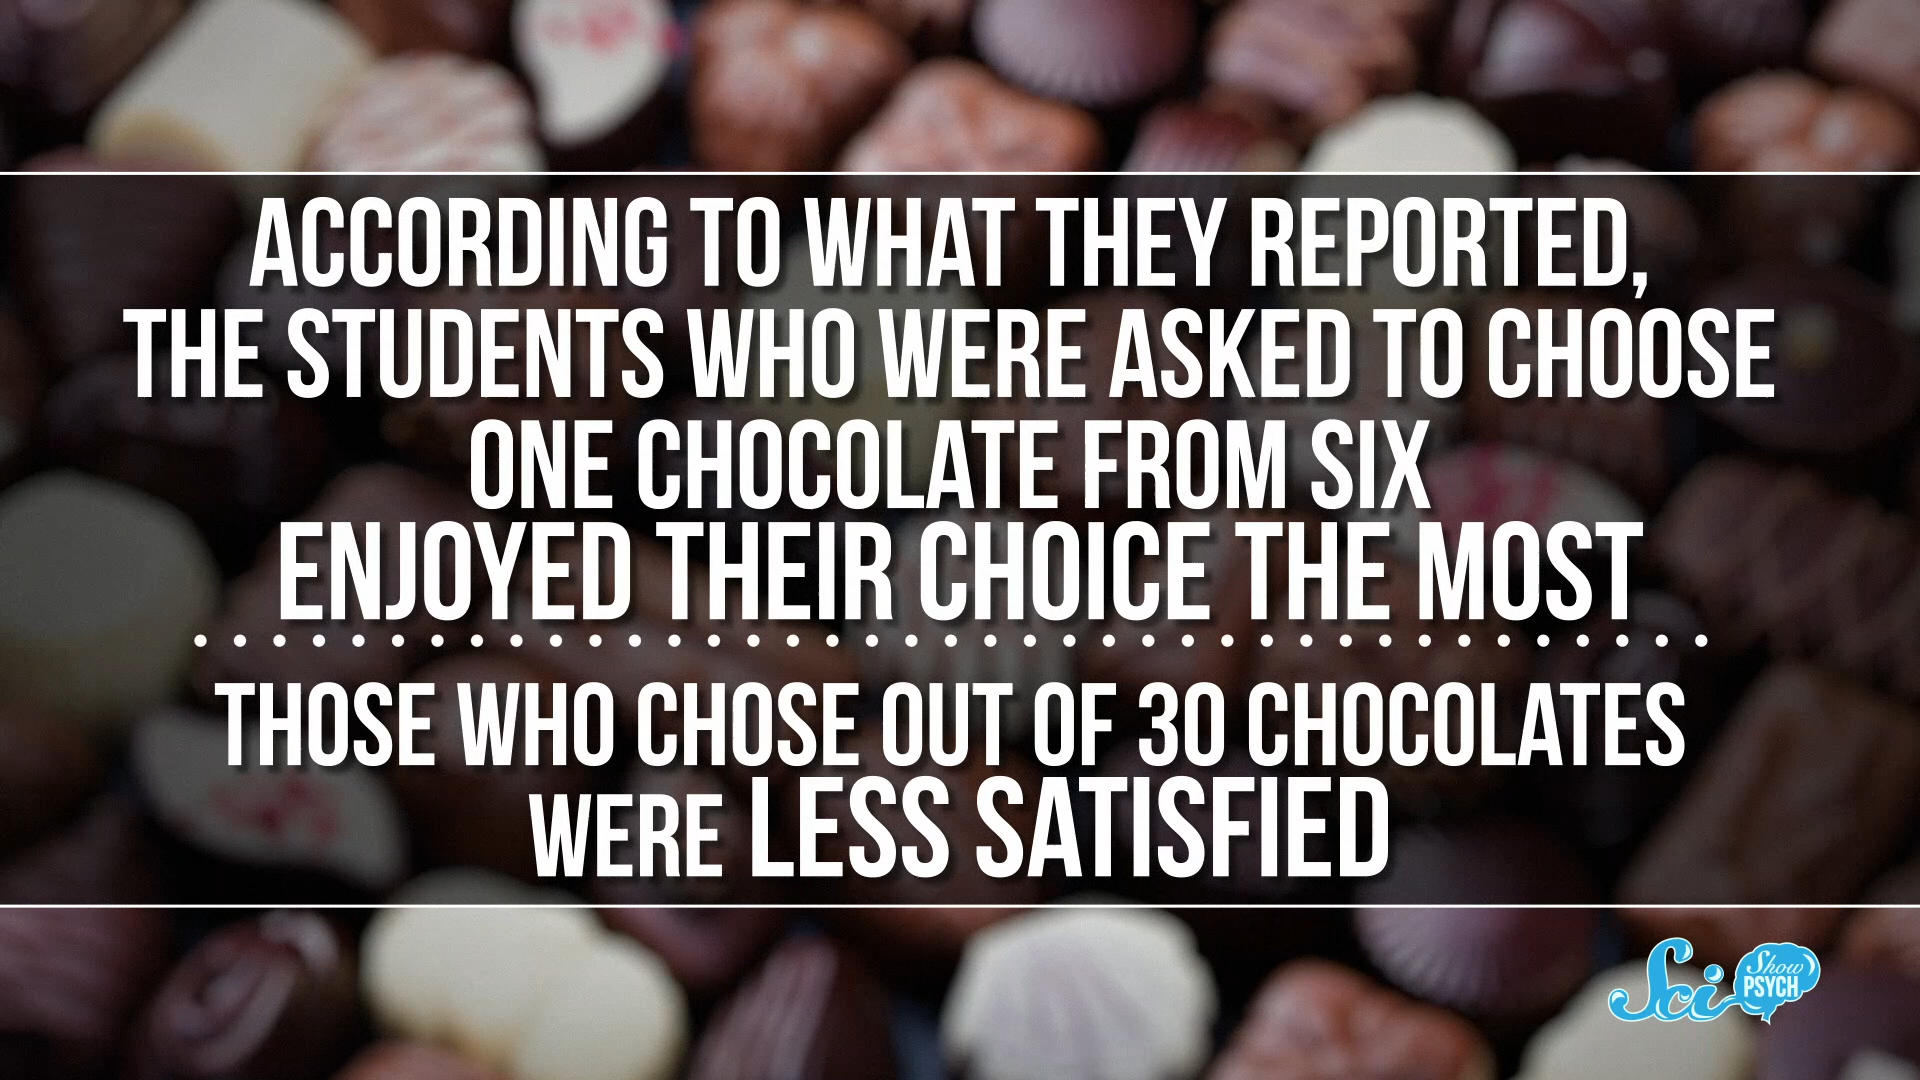 ACCORDING TO WHAT THEY REPORTED,
THE STUDENTS WHO WERE ASKED TO CHOOSE
ONE CHOCOLATE FROM SIX
ENJOYED THEIR CHOICE THE MOST
THOSE WHO CHOSE OUT OF 30 CHOCOLATES
WERE LESS SATISFIED
Sci Show
PSYCH